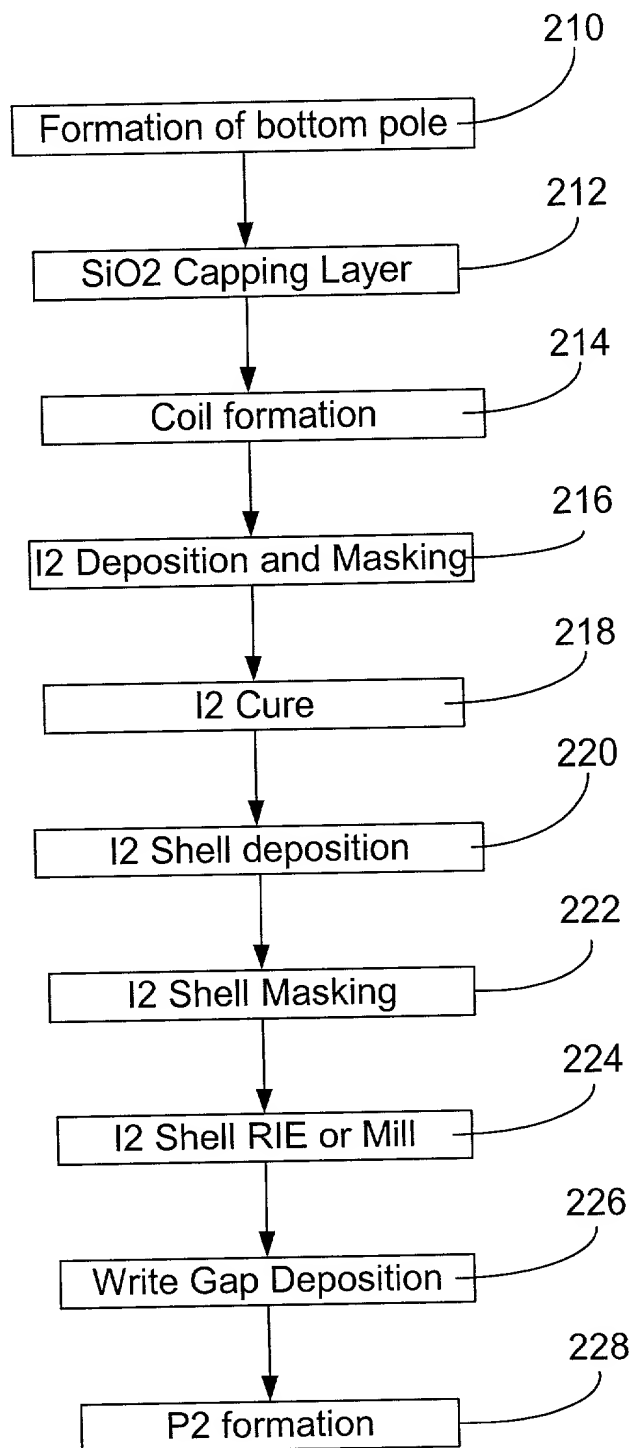 210
Formation of bottom pole
212
SiO2 Capping Layer
214
Coil formation
216
I2 Deposition and Masking
218
I2 Cure
220
I2 Shell deposition
222
I2 Shell Masking
224
I2 Shell RIE or Mill
226
Write Gap Deposition
228
P2 formation